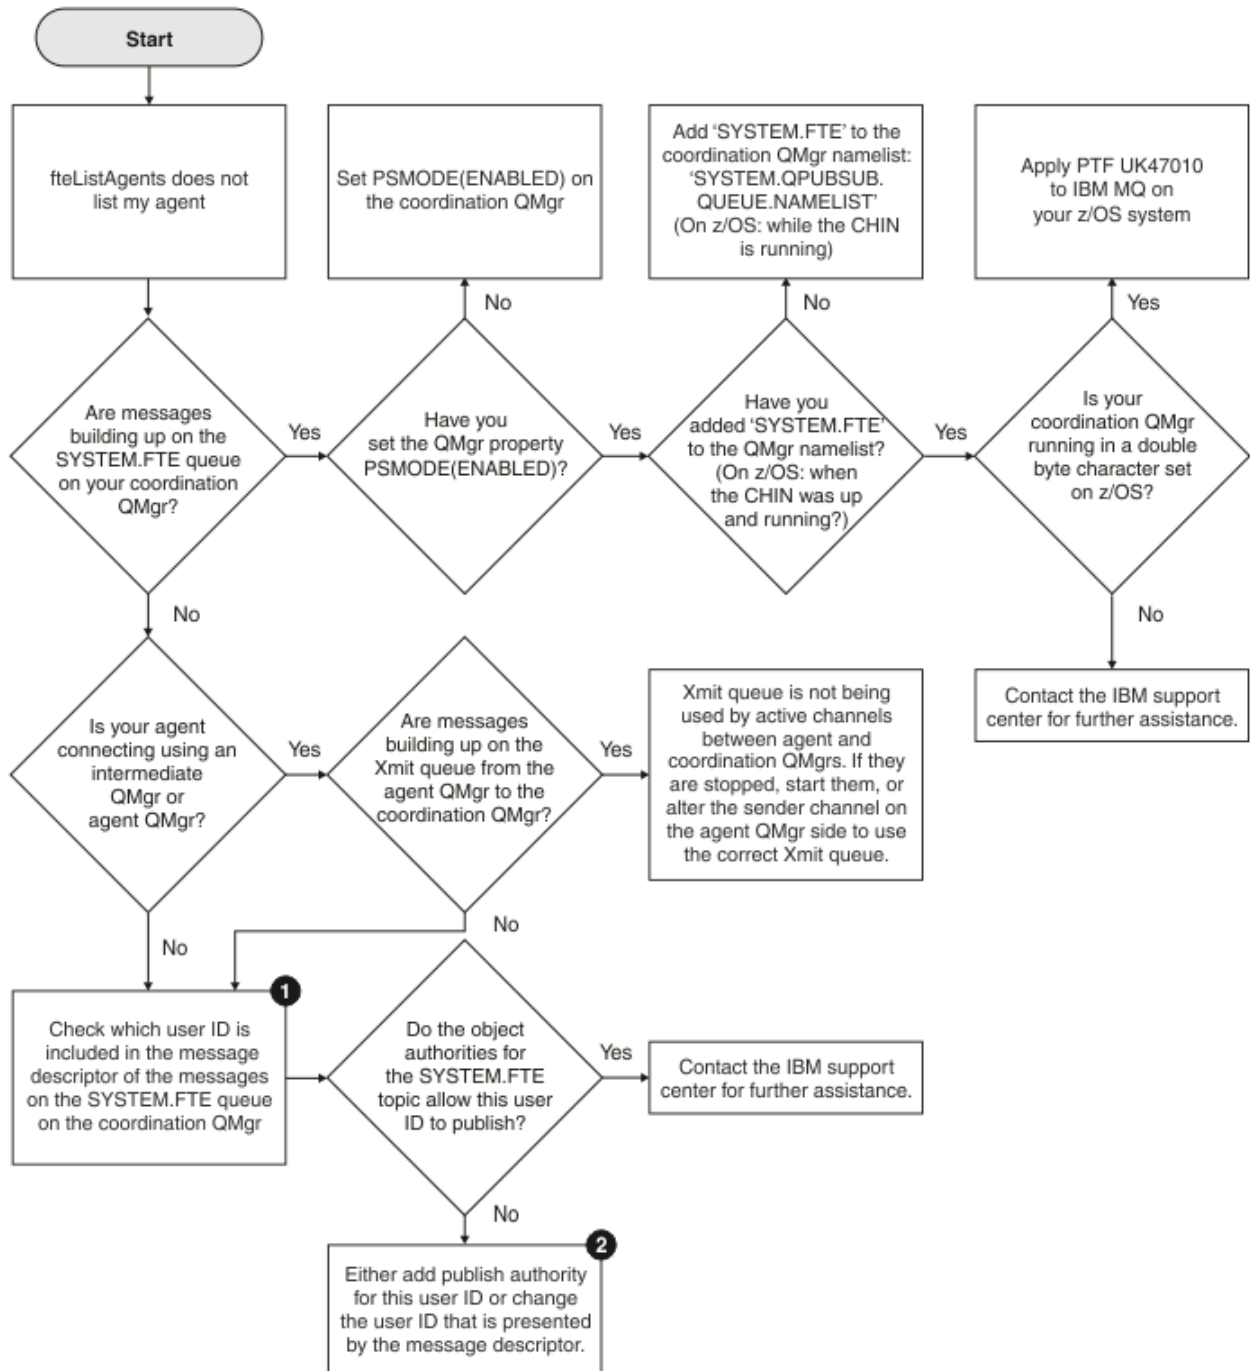 Start
fteListAgents does not
list my agent
Set PSMODE(ENABLED) on
the coordination QMgr
Add ‘SYSTEM.FTE’ to the
coordination QMgr namelist:
‘SYSTEM.QPUBSUB.
QUEUE.NAMELIST’
(On z/OS: while the CHIN
is running)
Apply PTF UK47010
to IBM MQ on
your z/OS system
No
No
Yes
Are messages
building up on the
SYSTEM.FTE queue
on your coordination
QMgr?
Yes
Have you
set the QMgr property
PSMODE(ENABLED)?
Yes
Have you
added ‘SYSTEM.FTE’
to the QMgr namelist?
(On z/OS: when
the CHIN was up
and running?)
Yes
Is your
coordination QMgr
running in a double
byte character set
on z/OS?
No
No
Contact the IBM support
center for further assistance.
Is your agent
connecting using an
intermediate
QMgr or
agent QMgr?
Yes
Are messages
building up on the
Xmit queue from the
agent QMgr to the
coordination QMgr?
Yes
Xmit queue is not being
used by active channels
between agent and
coordination QMgrs. If they
are stopped, start them, or
alter the sender channel on
the agent QMgr side to use
the correct Xmit queue.
No
No
1
Check which user ID is
included in the message
descriptor of the messages
on the SYSTEM.FTE queue
on the coordination QMgr
Do the object
authorities for
the SYSTEM.FTE
topic allow this user
ID to publish?
Yes
Contact the IBM support
center for further assistance.
No
2
Either add publish authority
for this user ID or change
the user ID that is presented
by the message descriptor.